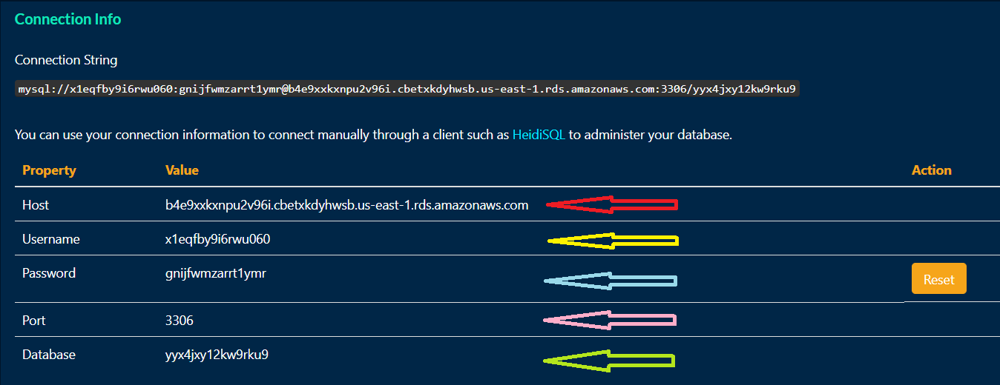 Connection Info
Connection String
mysql://x1eqfby9i6rwu060:gnijfwmzarrt1ymr@b4e9xxkxnpu2v96i.cbetxkdyhwsb.us-east-1.rds.amazonaws.com:3306/yyx4jxy12kw9rku9
You can use your connection information to connect manually through a client such as HeidiSQL to administer your database.
Property Value Action
Host b4e9xxkxnpu2v96i.cbetxkdyhwsb.us-east-1.rds.amazonaws.com
Username x1eqfby9i6rwu060
Password gnijfwmzarrt1ymr Reset
Port 3306
Database yyx4jxy12kw9rku9